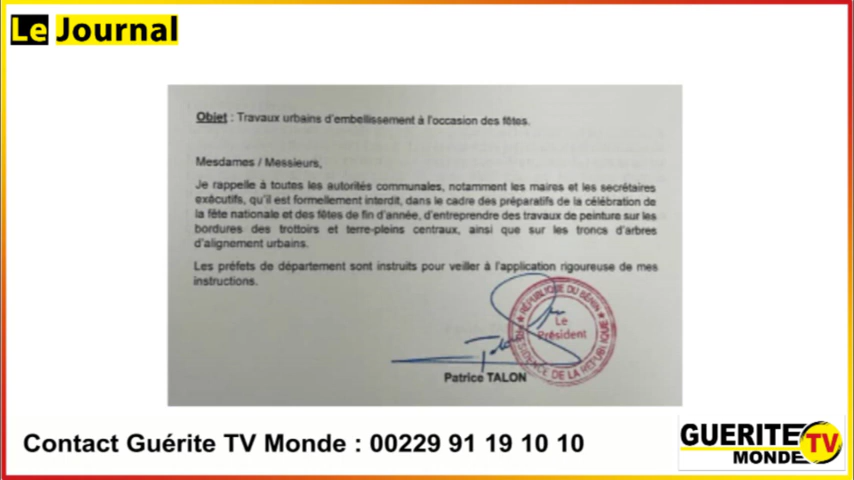 Le Journal
Objet : Travaux urbains d'embellissement à l'occasion des fêtes.
Mesdames / Messieurs,
Je rappelle à toutes les autorités communales, notamment les maires et les secrétaires
exécutifs, qu'il est formellement interdit, dans le cadre des préparatifs de la célébration de
la fête nationale et des fêtes de fin d'année, d'entreprendre des travaux de peinture sur les
bordures des trottoirs et terre-pleins centraux, ainsi que sur les troncs d'arbres
d'alignement urbains.
Les préfets de département sont instruits pour veiller à l'application rigoureuse de mes
instructions.
RÉPUBLIQUE DU BÉNIN
Le
Président
PRÉSIDENCE DE LA RÉPUBLIQUE
Patrice TALON
Contact Guérite TV Monde : 00229 91 19 10 10
GUERITE TV
MONDE